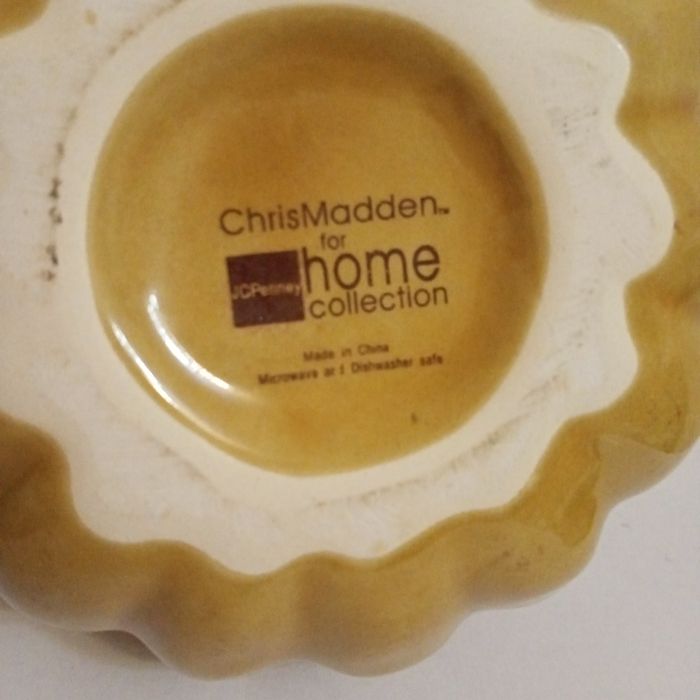 ChrisMadden™
for
JCPenney home
collection
Made in China
Microwave and Dishwasher safe